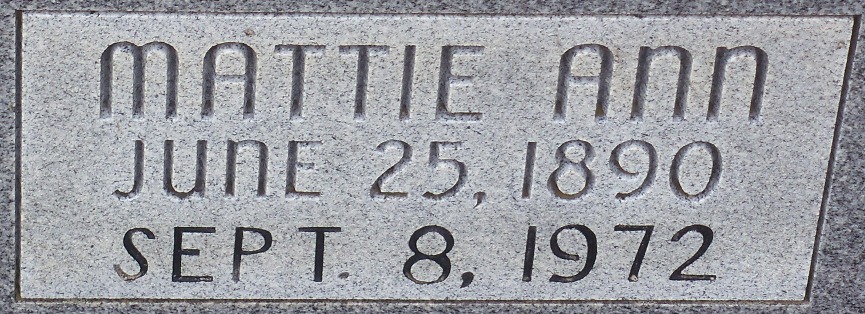 MATTIE ANN
JUNE 25, 1890
SEPT. 8, 1972